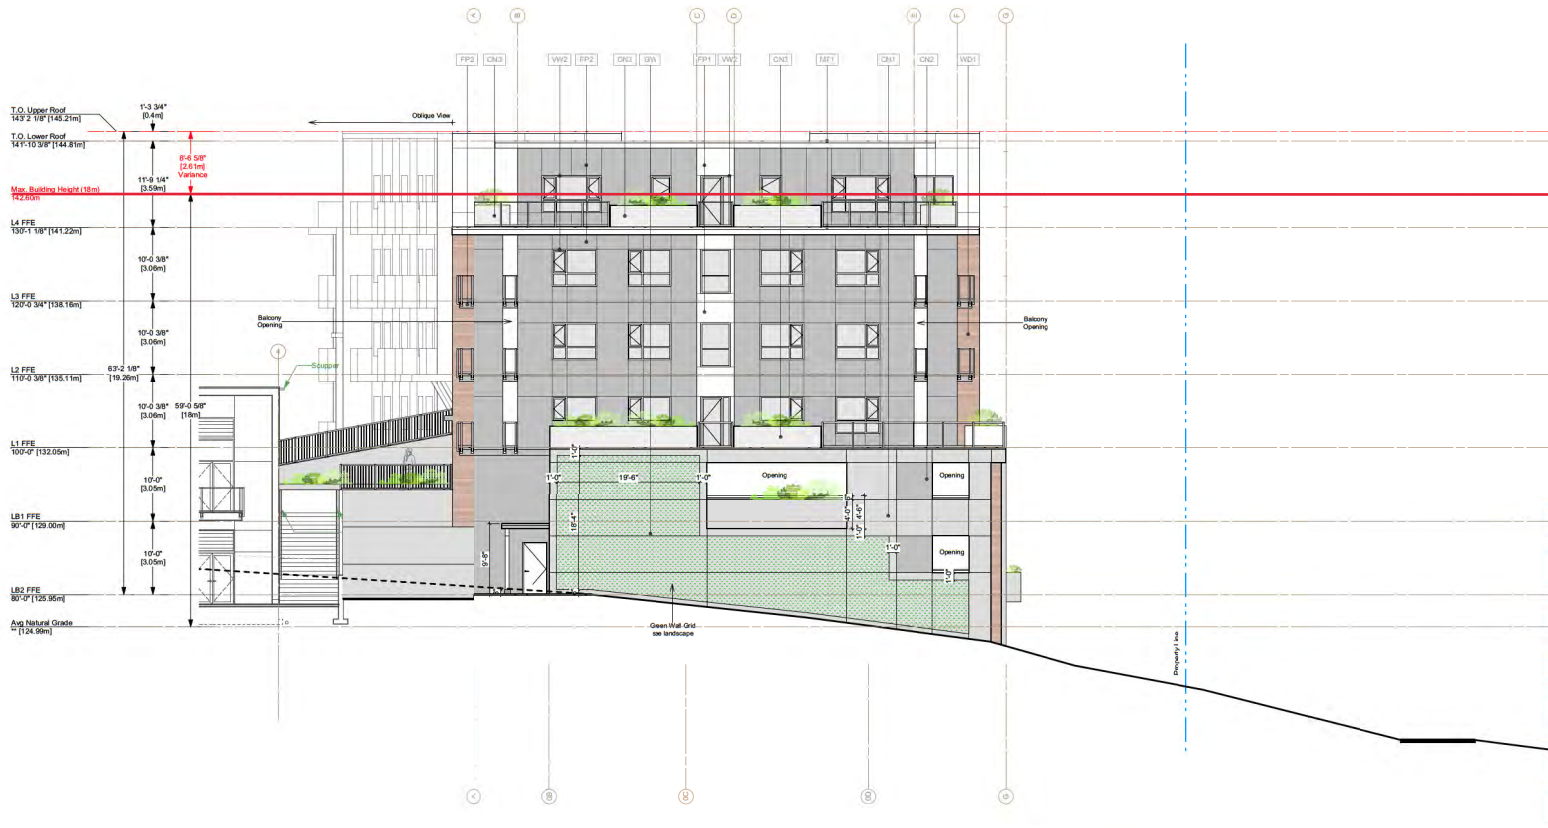 A
B
C
D
E
F
G
FP2
CN3
VW2
FP2
CN3
GW
FP1
VW2
CN3
MT1
CN1
CN2
WD1
T.O. Upper Roof
143' 2 1/8" [145.21m]
1'-3 3/4"
[0.4m]
Oblique View
T.O. Lower Roof
141'-10 3/8" [144.81m]
8'-6 5/8"
[2.61m]
Variance
11'-9 1/4"
[3.59m]
Max. Building Height (18m)
142.60m
L4 FFE
130'-1 1/8" [141.22m]
10'-0 3/8"
[3.06m]
L3 FFE
120'-0 3/4" [138.16m]
Balcony
Opening
Balcony
Opening
10'-0 3/8"
[3.06m]
4
Scupper
L2 FFE
110'-0 3/8" [135.11m]
63'-2 1/8"
[19.26m]
10'-0 3/8"
[3.06m]
59'-0 5/8"
[18m]
L1 FFE
100'-0" [132.05m]
1'-0"
10'-0"
[3.05m]
1'-0"
19'-6"
1'-0"
Opening
Opening
LB1 FFE
90'-0" [129.00m]
18'-4"
4'-0"
4'-6"
6"
1'-0"
10'-0"
[3.05m]
9'-8"
1'-0"
Opening
1'-0"
LB2 FFE
80'-0" [125.95m]
Avg Natural Grade
** [124.99m]
Green Wall Grid
see landscape
Property Line
A
0B
0C
0D
G